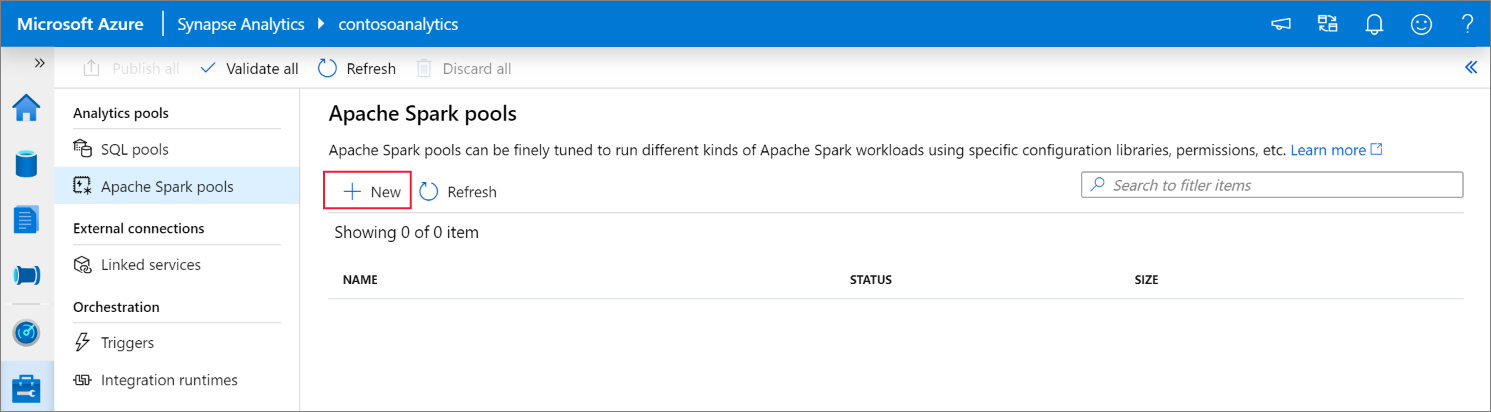 Microsoft Azure Synapse Analytics contosoanalytics
Publish all Validate all Refresh Discard all
Analytics pools
SQL pools
Apache Spark pools
External connections
Linked services
Orchestration
Triggers
Integration runtimes
Apache Spark pools
Apache Spark pools can be finely tuned to run different kinds of Apache Spark workloads using specific configuration libraries, permissions, etc. Learn more
New Refresh Search to fitler items
Showing 0 of 0 item
NAME STATUS SIZE